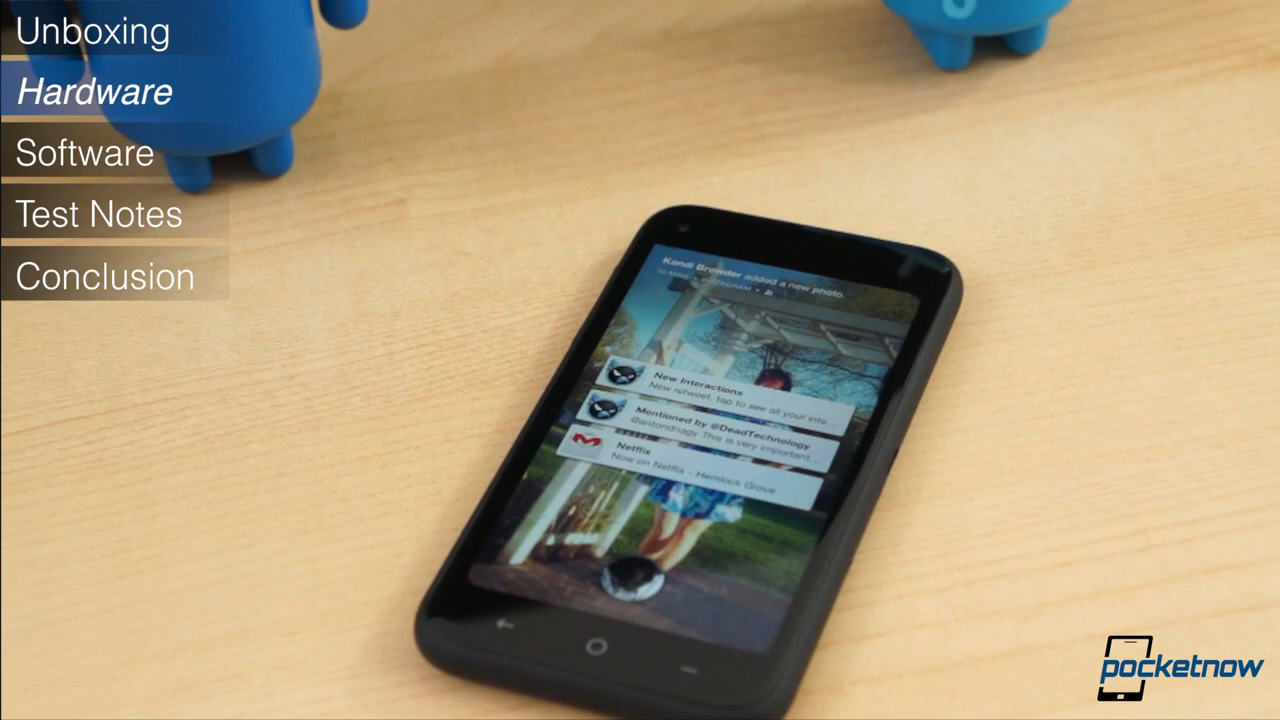 Unboxing
Hardware
Software
Test Notes
Conclusion
Kandi Browder added a new photo.
New Interactions
New retweet, tap to see all your inte...
Mentioned by @DeadTechnology
@antondnagy This is very important...
Netflix
Now on Netflix - Hemlock Grove
pocketnow